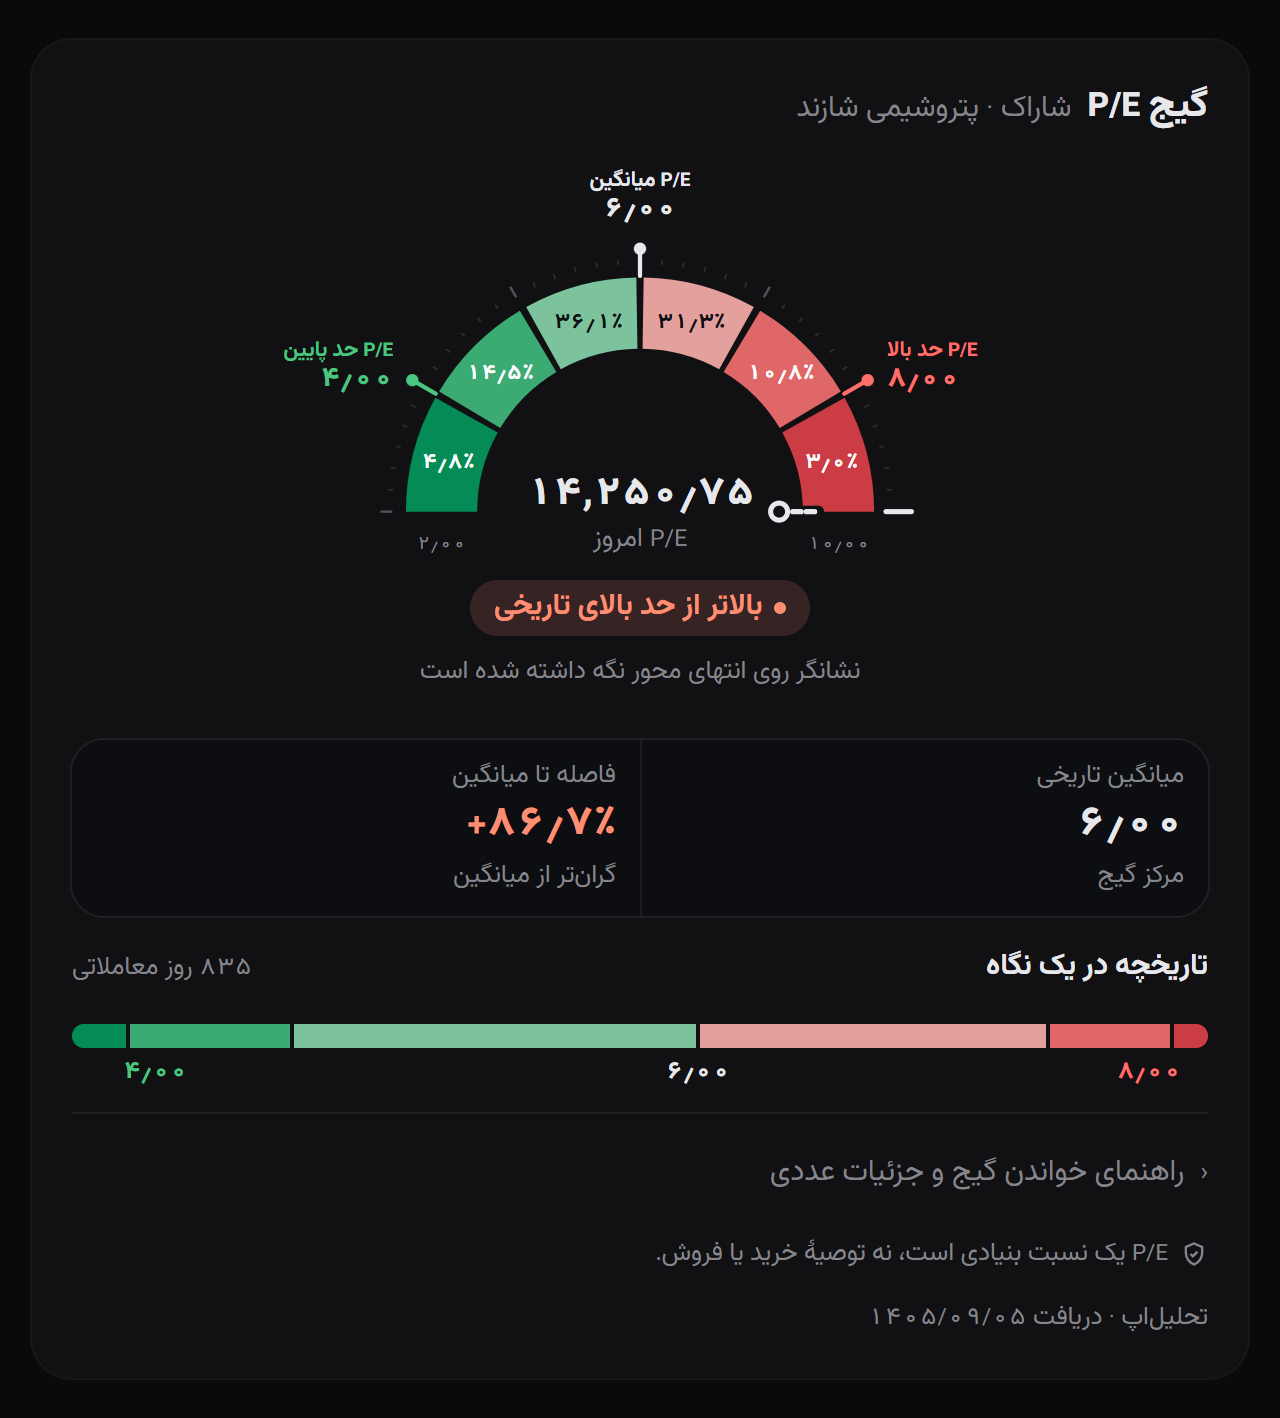 گیج P/E شاراک · پتروشیمی شازند
P/E میانگین
۶٫۰۰
P/E حد پایین
۴٫۰۰
P/E حد بالا
۸٫۰۰
۳۶٫۱٪
۳۱٫۳٪
۱۴٫۵٪
۱۰٫۸٪
۴٫۸٪
۳٫۰٪
۱۴,۲۵۰٫۷۵
P/E امروز
۲٫۰۰
۱۰٫۰۰
بالاتر از حد بالای تاریخی
نشانگر روی انتهای محور نگه داشته شده است
میانگین تاریخی
۶٫۰۰
مرکز گیج
فاصله تا میانگین
+۸۶٫۷٪
گران‌تر از میانگین
تاریخچه در یک نگاه
۸۳۵ روز معاملاتی
۴٫۰۰
۶٫۰۰
۸٫۰۰
راهنمای خواندن گیج و جزئیات عددی
P/E یک نسبت بنیادی است، نه توصیهٔ خرید یا فروش.
تحلیل‌اپ · دریافت ۱۴۰۵/۰۹/۰۵